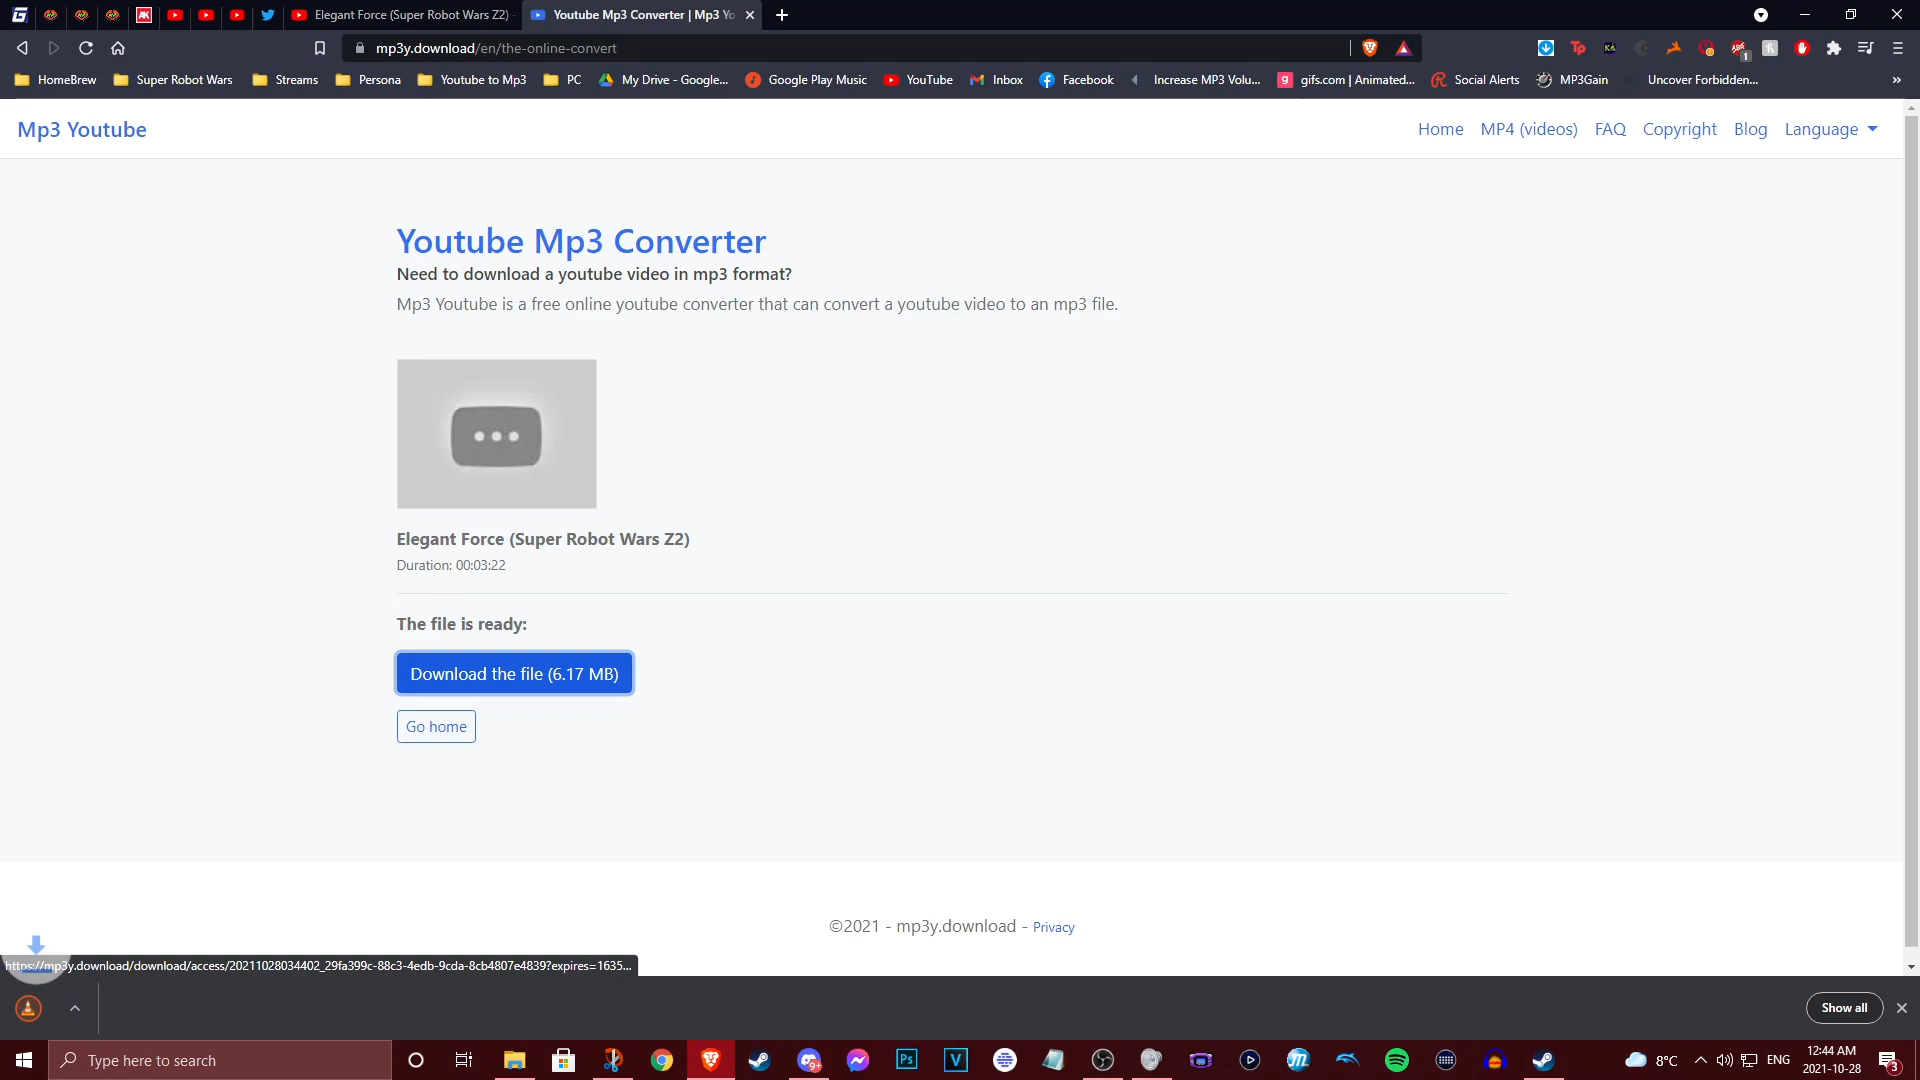 Elegant Force (Super Robot Wars Z2)
Youtube Mp3 Converter | Mp3 Yo
mp3y.download/en/the-online-convert
HomeBrew
Super Robot Wars
Streams
Persona
Youtube to Mp3
PC
My Drive - Google...
Google Play Music
YouTube
Inbox
Facebook
Increase MP3 Volu...
gifs.com | Animated...
Social Alerts
MP3Gain
Uncover Forbidden...
»
Mp3 Youtube
Home
MP4 (videos)
FAQ
Copyright
Blog
Language
Youtube Mp3 Converter
Need to download a youtube video in mp3 format?
Mp3 Youtube is a free online youtube converter that can convert a youtube video to an mp3 file.
Elegant Force (Super Robot Wars Z2)
Duration: 00:03:22
The file is ready:
Download the file (6.17 MB)
Go home
©2021 - mp3y.download - Privacy
https://mp3y.download/download/access/20211028034402_29fa399c-88c3-4edb-9cda-8cb4807e4839?expires=1635...
Show all
Type here to search
9+
Ps
V
8°C
ENG
12:44 AM
2021-10-28
3